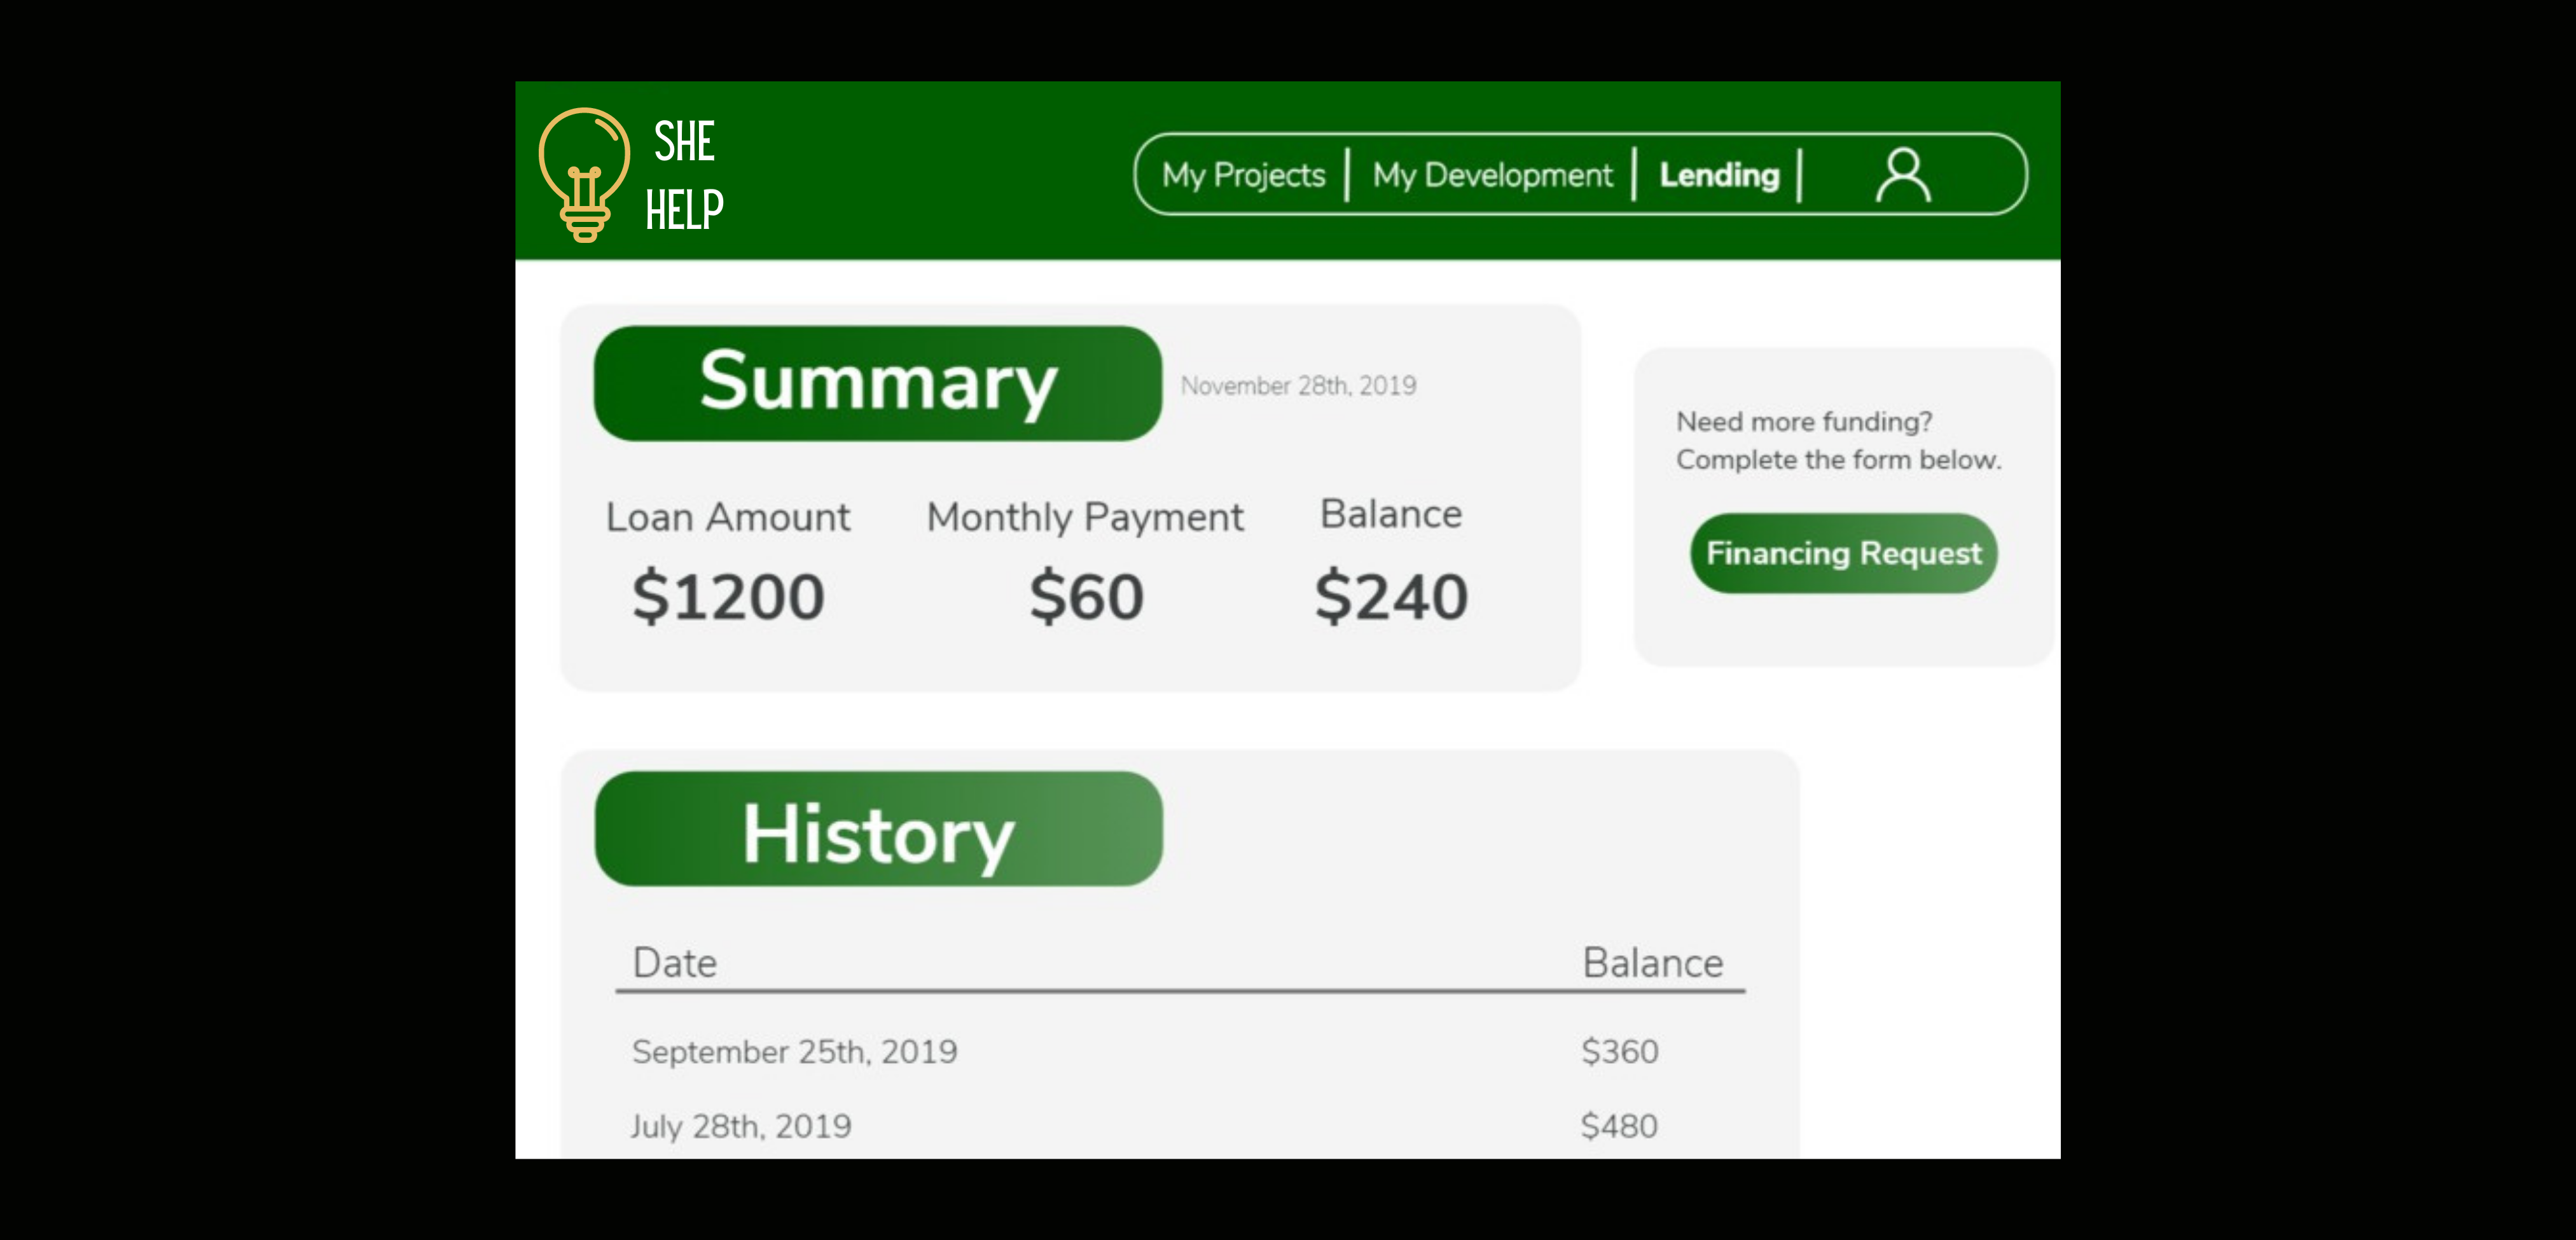 SHE
HELP
My Projects | My Development | Lending |
Summary
November 28th, 2019
Loan Amount Monthly Payment Balance
$1200 $60 $240
Need more funding?
Complete the form below.
Financing Request
History
Date Balance
September 25th, 2019 $360
July 28th, 2019 $480